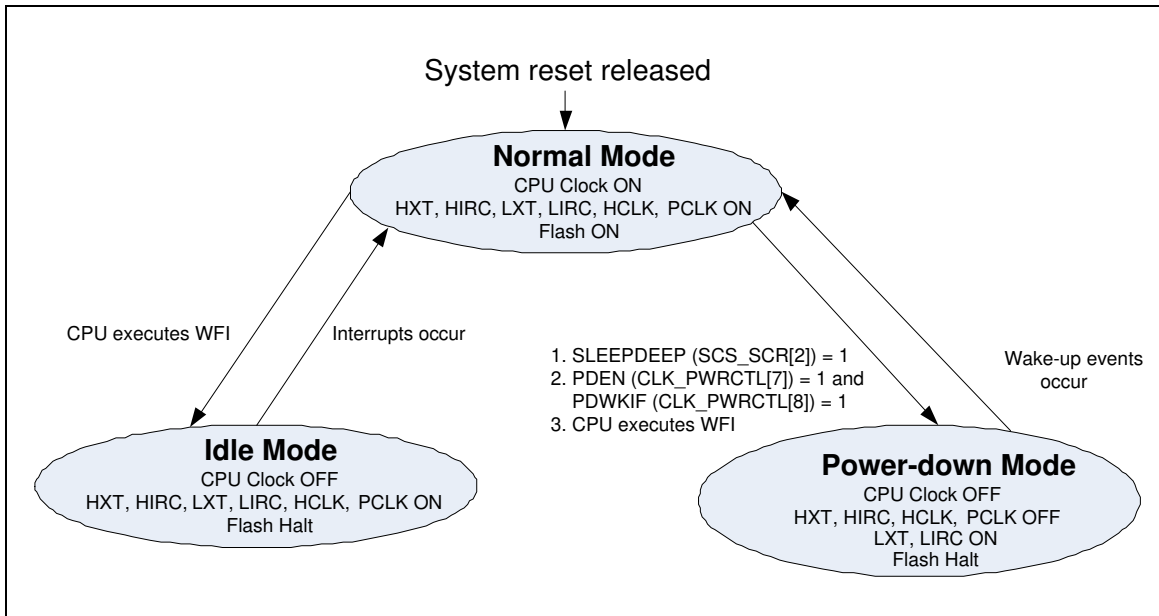 System reset released
Normal Mode
CPU Clock ON
HXT, HIRC, LXT, LIRC, HCLK, PCLK ON
Flash ON
CPU executes WFI
Interrupts occur
1. SLEEPDEEP (SCS_SCR[2]) = 1
2. PDEN (CLK_PWRCTL[7]) = 1 and
PDWKIF (CLK_PWRCTL[8]) = 1
3. CPU executes WFI
Wake-up events
occur
Idle Mode
CPU Clock OFF
HXT, HIRC, LXT, LIRC, HCLK, PCLK ON
Flash Halt
Power-down Mode
CPU Clock OFF
HXT, HIRC, HCLK, PCLK OFF
LXT, LIRC ON
Flash Halt